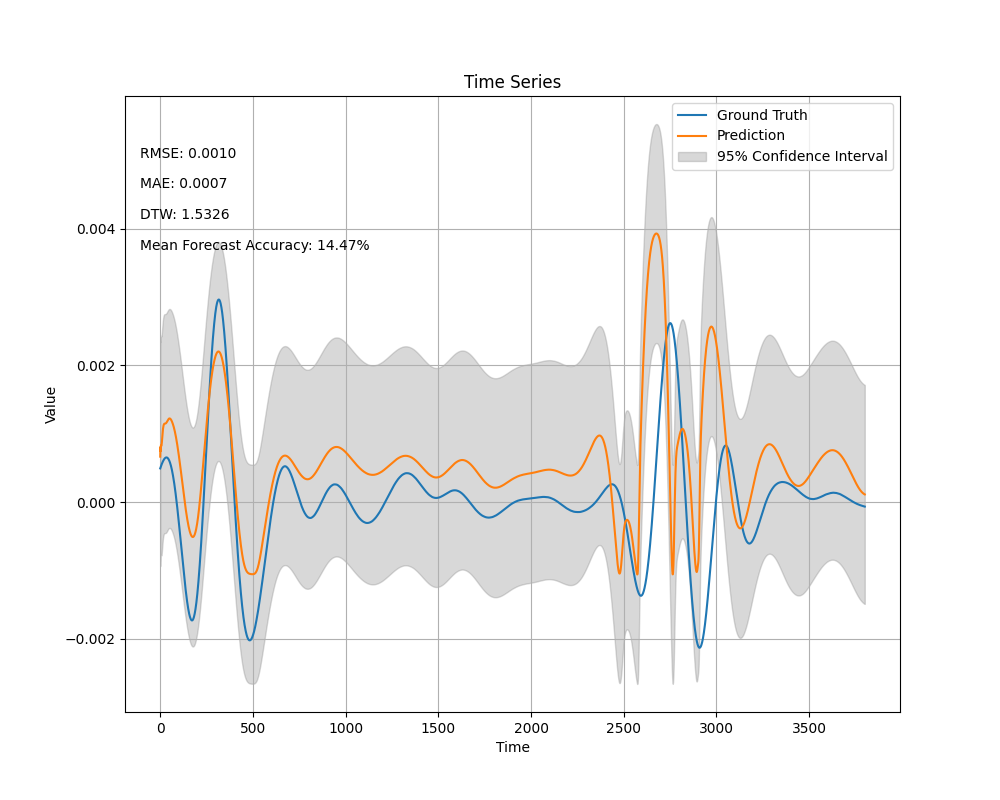 Time Series
Ground Truth
Prediction
95% Confidence Interval
RMSE: 0.0010
MAE: 0.0007
DTW: 1.5326
Mean Forecast Accuracy: 14.47%
Value
0.004
0.002
0.000
−0.002
0 500 1000 1500 2000 2500 3000 3500
Time